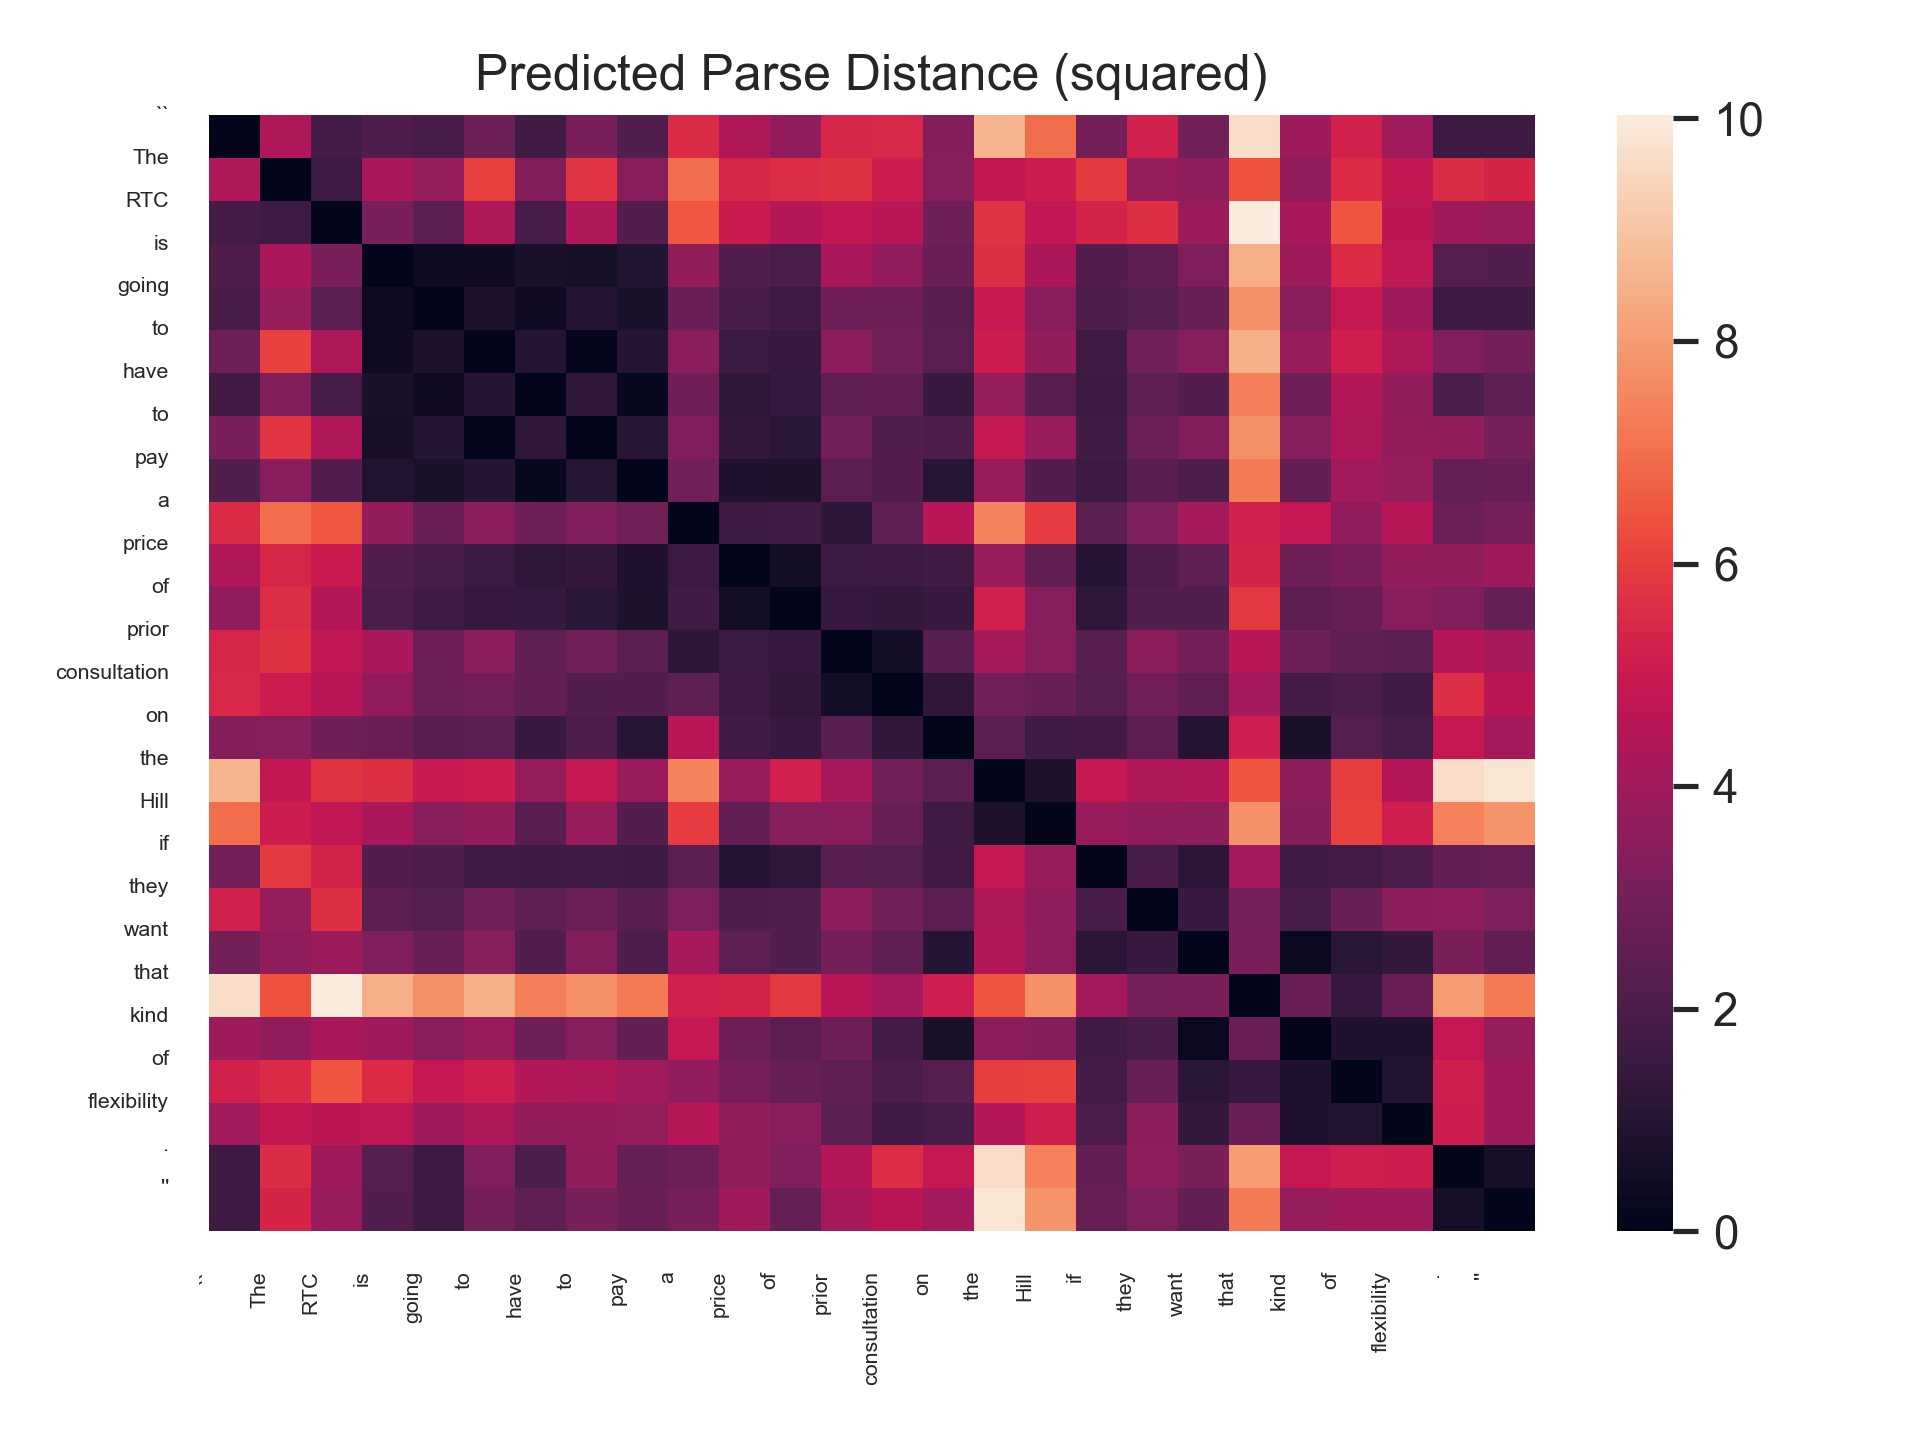 Predicted Parse Distance (squared)
``
The
RTC
is
going
to
have
to
pay
a
price
of
prior
consultation
on
the
Hill
if
they
want
that
kind
of
flexibility
.
''
10
8
6
4
2
0
`` The RTC is going to have to pay a price of prior consultation on the Hill if they want that kind of flexibility . ''